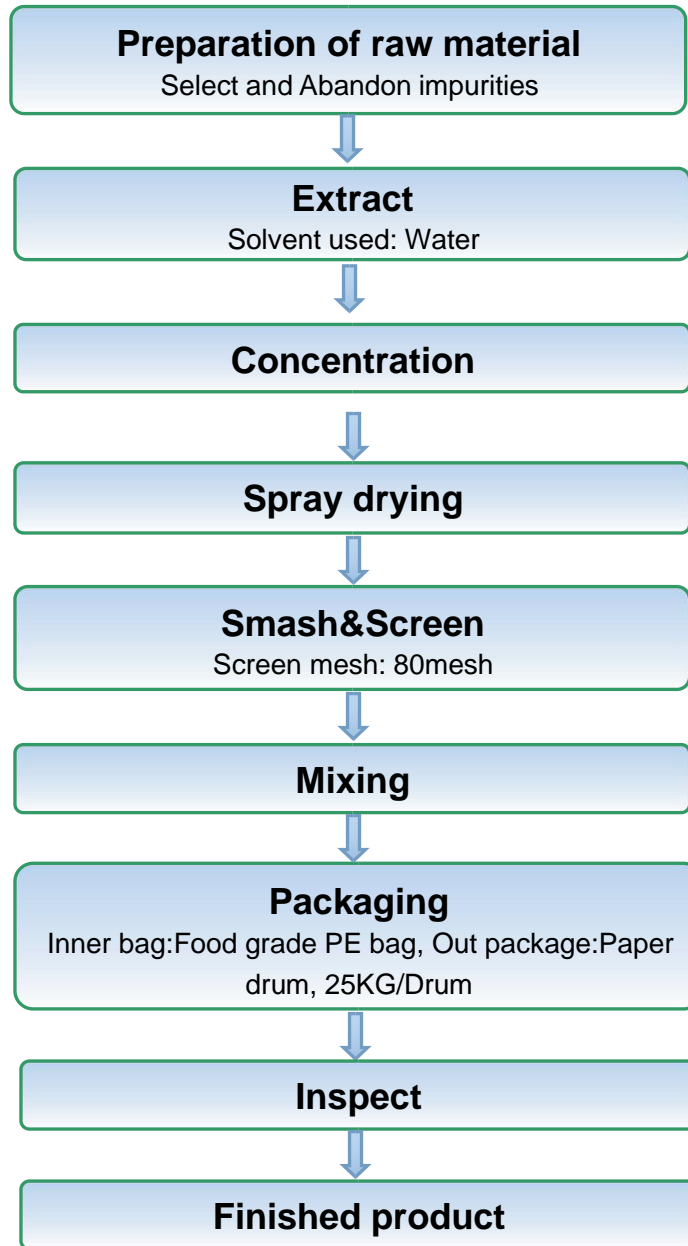 Preparation of raw material
Select and Abandon impurities
Extract
Solvent used: Water
Concentration
Spray drying
Smash&Screen
Screen mesh: 80mesh
Mixing
Packaging
Inner bag:Food grade PE bag, Out package:Paper
drum, 25KG/Drum
Inspect
Finished product